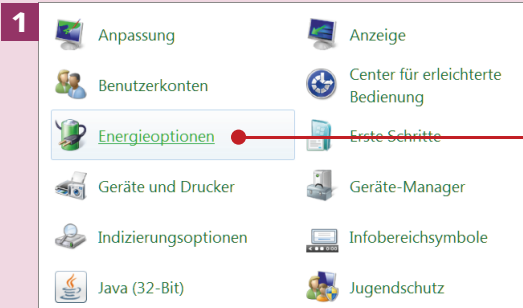 1
Anpassung
Anzeige
Benutzerkonten
Center für erleichterte
Bedienung
Energieoptionen
Erste Schritte
Geräte und Drucker
Geräte-Manager
Indizierungsoptionen
Infobereichsymbole
Java (32-Bit)
Jugendschutz